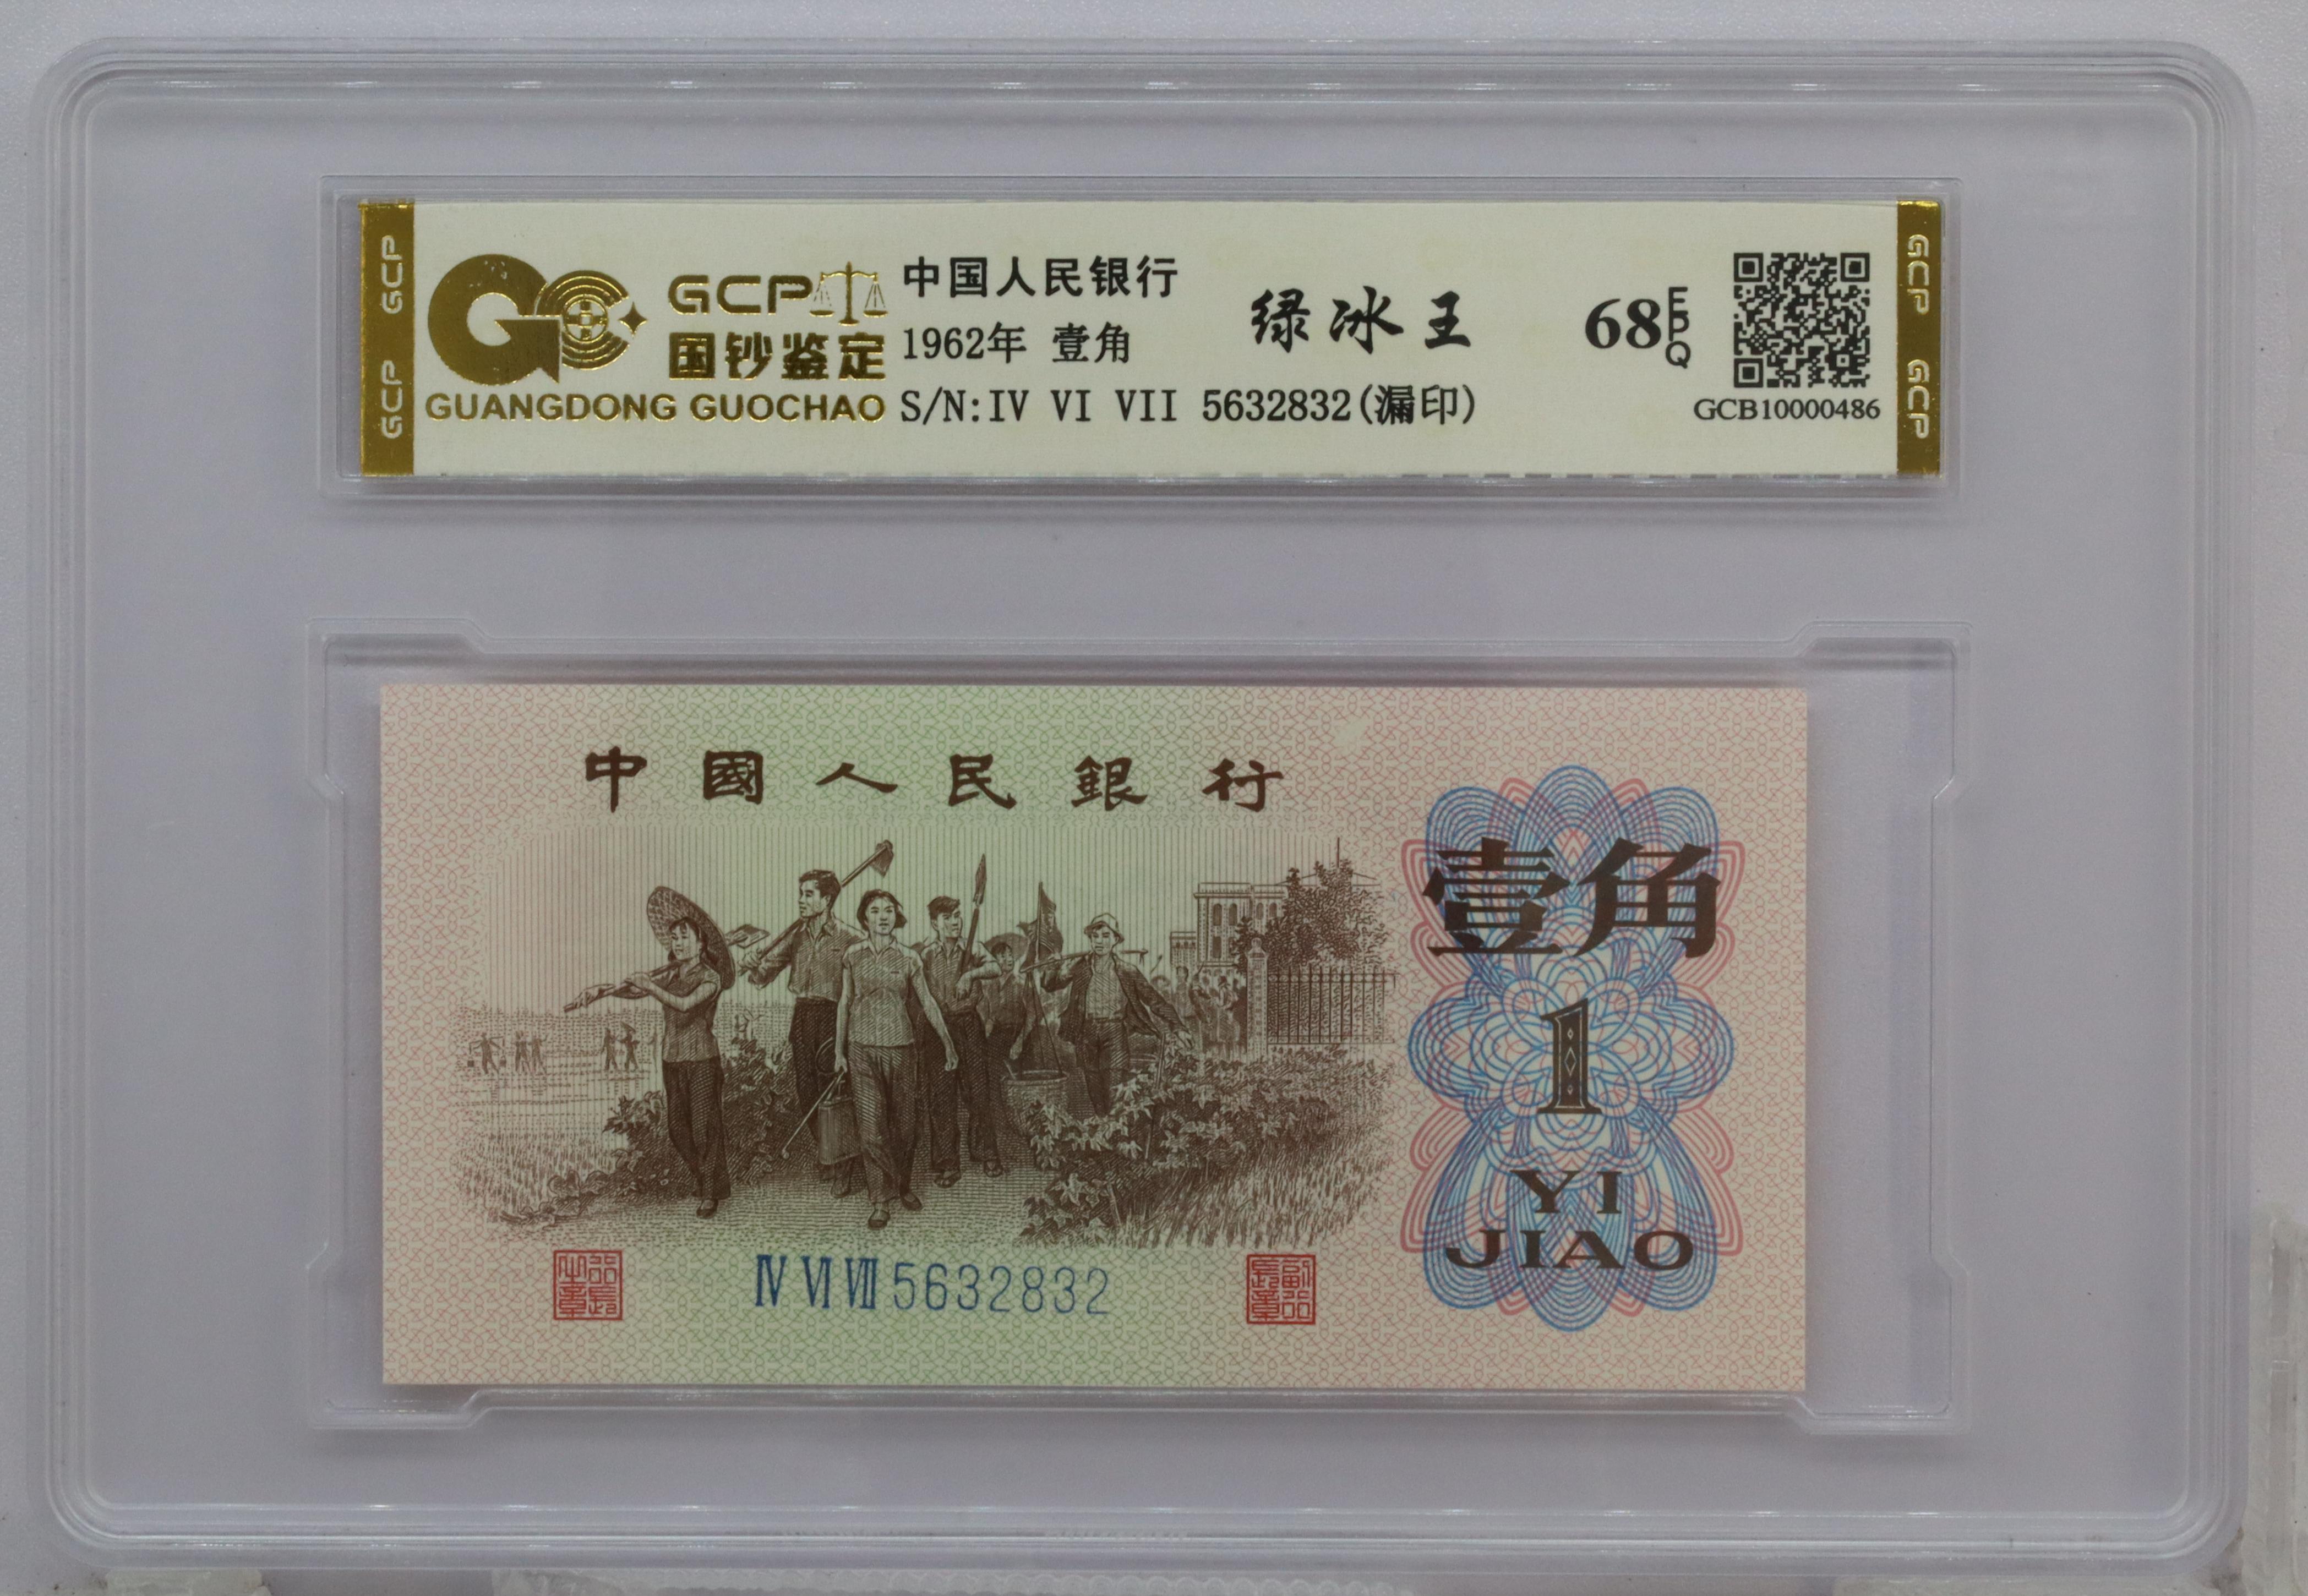 GCP
GCP
GCP
国钞鉴定
GUANGDONG GUOCHAO
中国人民银行
1962年 壹角
S/N:IV VI VII 5632832(漏印)
绿冰王
68 EPQ
GCB10000486
GCP
GCP
中國人民銀行
壹角
1
YI
JIAO
Ⅳ Ⅵ Ⅶ 5632832